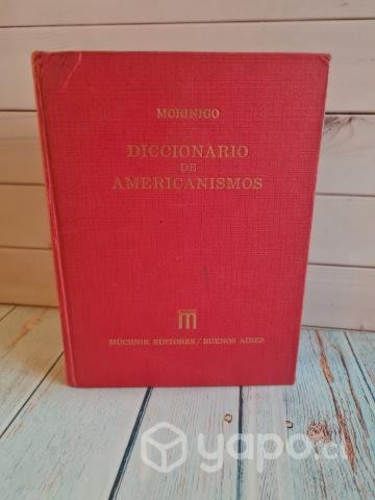 MORINIGO
DICCIONARIO
DE
AMERICANISMOS
m
MUCHNIK EDITORES / BUENOS AIRES
yapo.cl